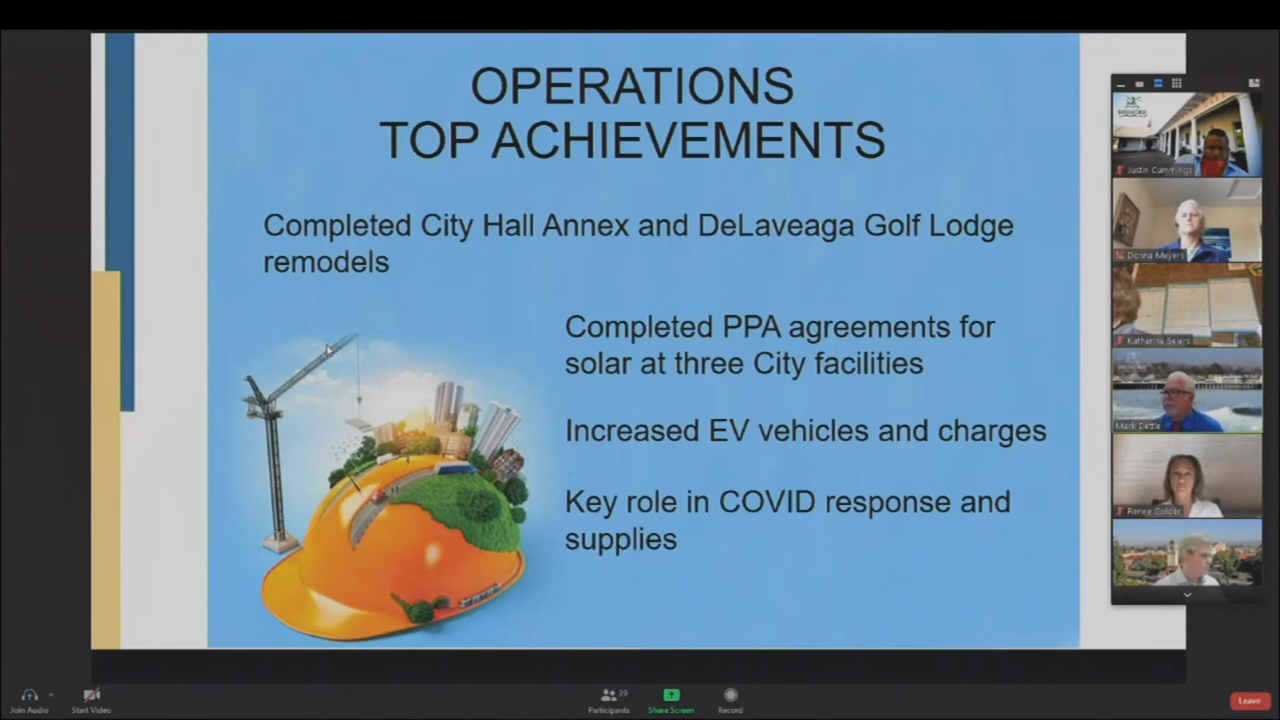 OPERATIONS
TOP ACHIEVEMENTS
Completed City Hall Annex and DeLaveaga Golf Lodge
remodels
Completed PPA agreements for
solar at three City facilities
Increased EV vehicles and charges
Key role in COVID response and
supplies
Justin Cummings
Donna Meyers
Katherine Beiers
Mark Dettle
Renee Golder
Join Audio
Start Video
39
Participants
Share Screen
Record
Leave